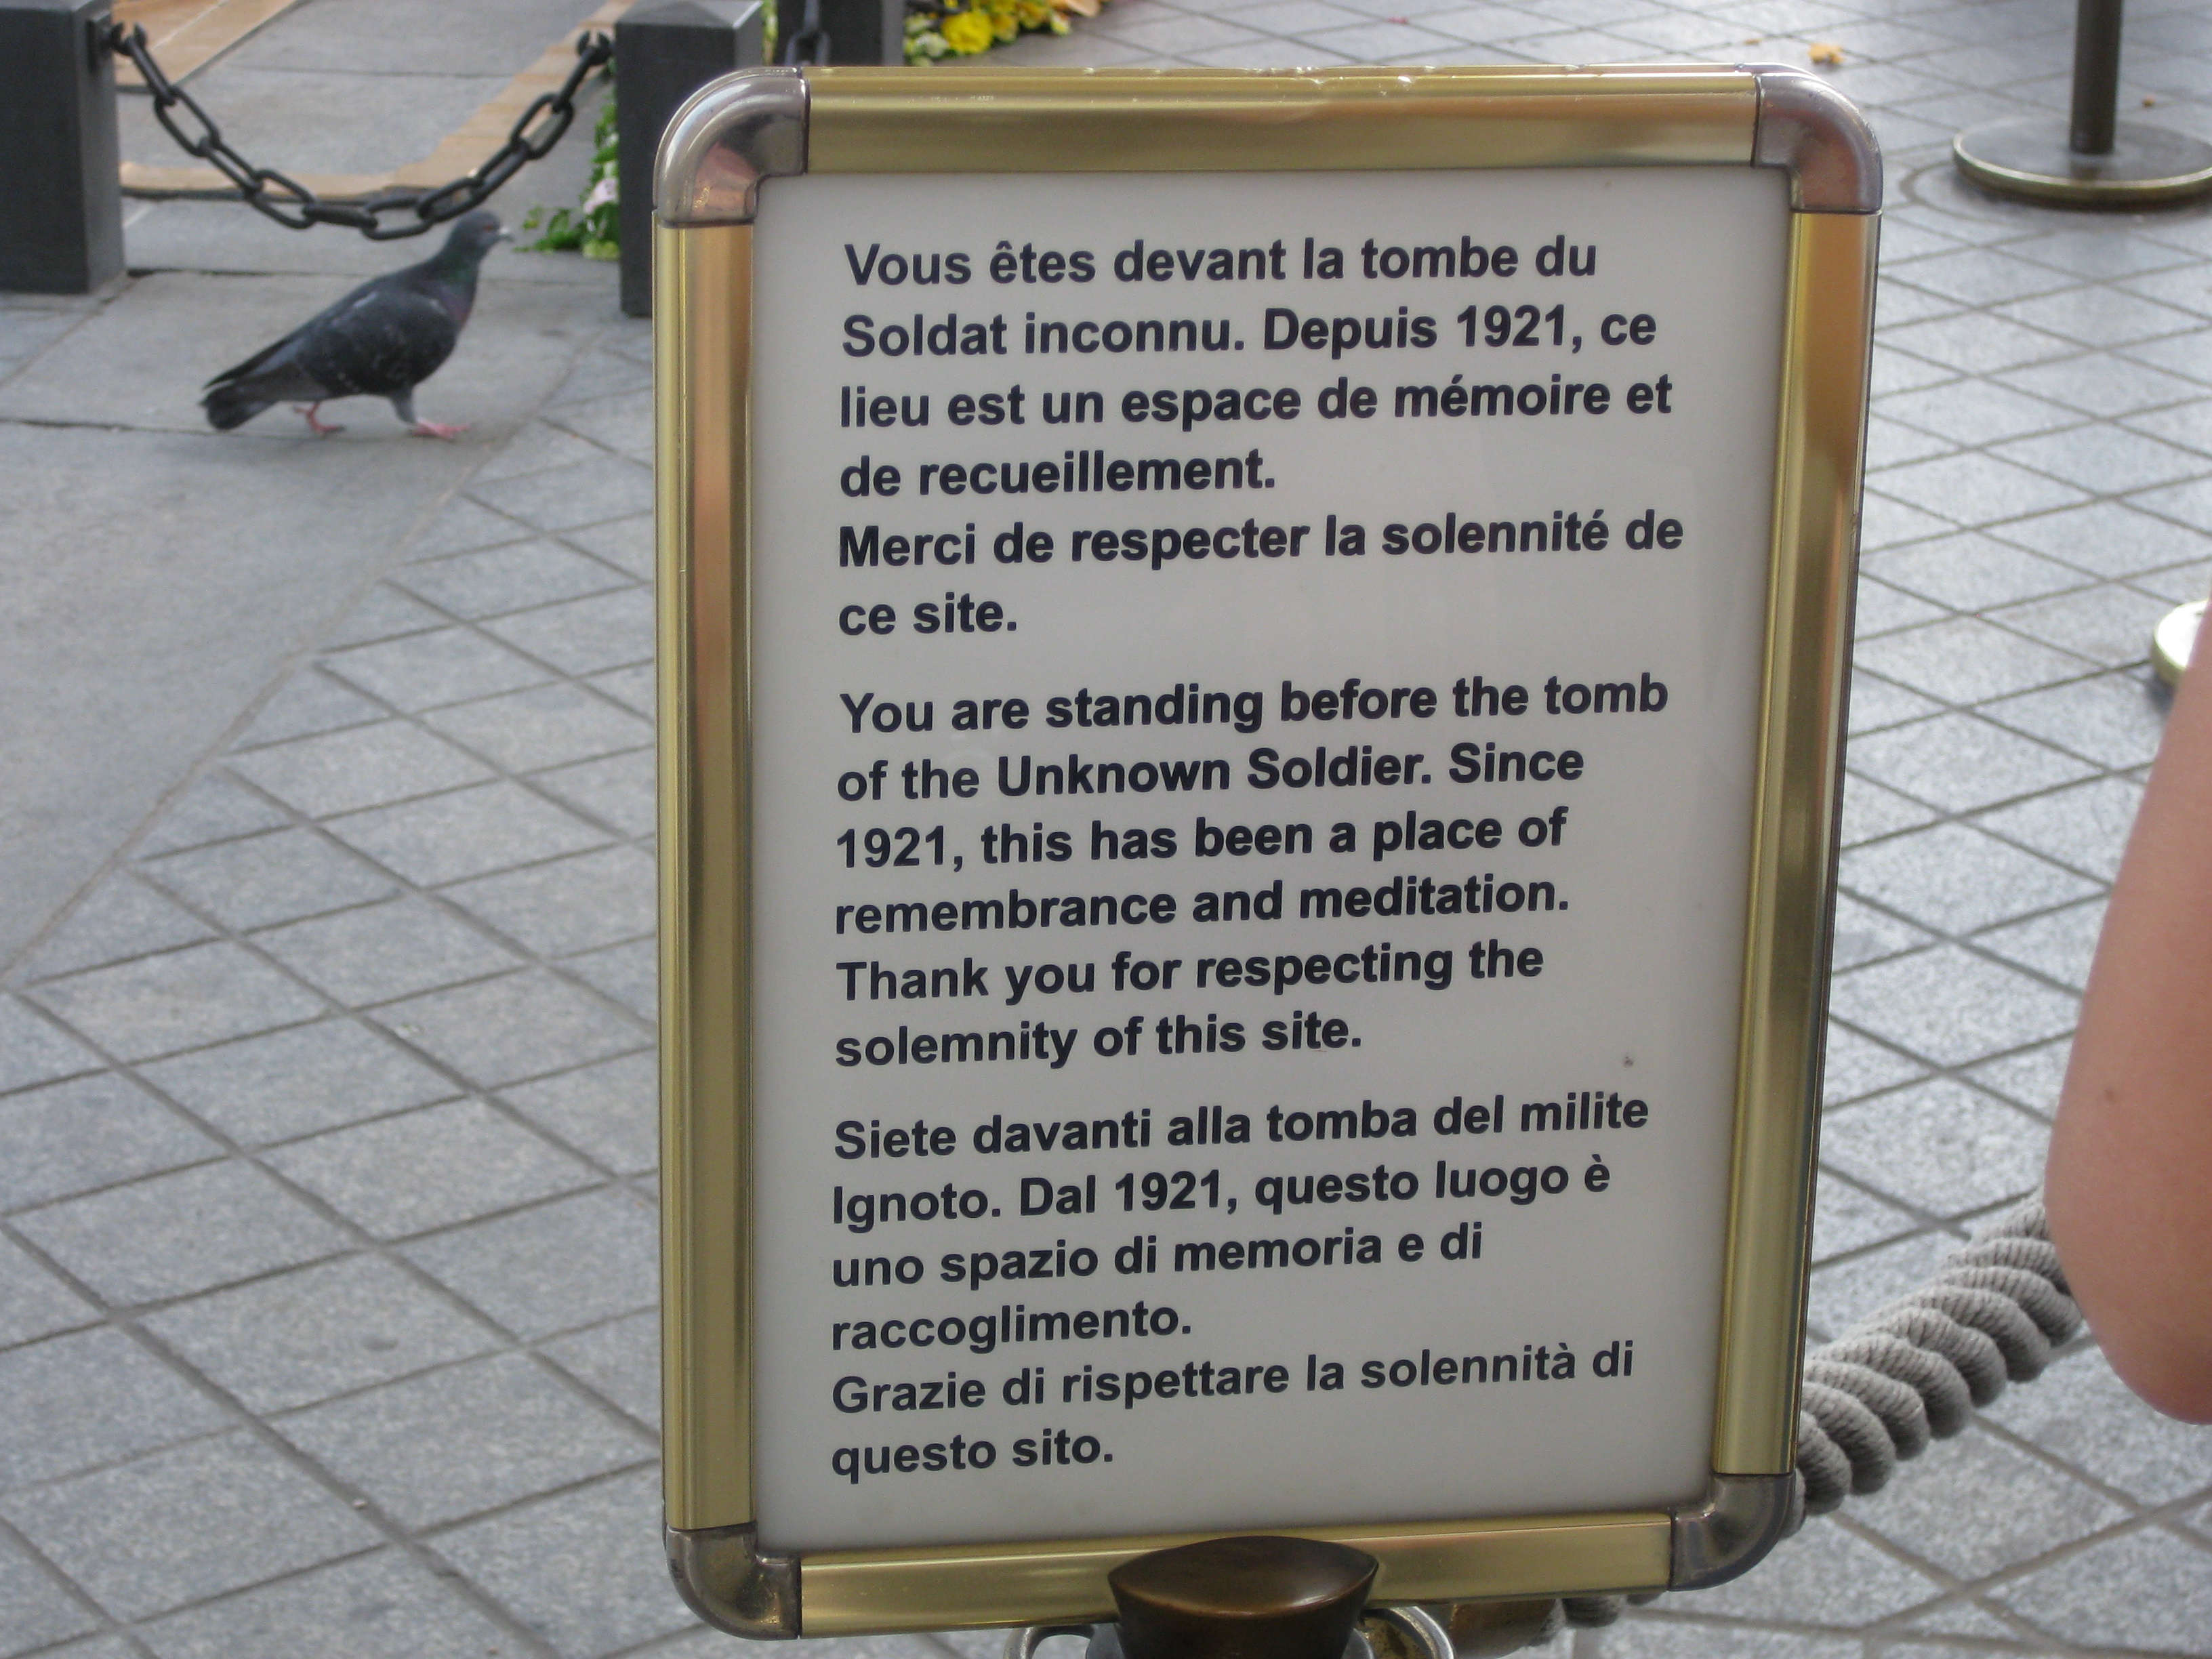 Vous êtes devant la tombe du
Soldat inconnu. Depuis 1921, ce
lieu est un espace de mémoire et
de recueillement.
Merci de respecter la solennité de
ce site.
You are standing before the tomb
of the Unknown Soldier. Since
1921, this has been a place of
remembrance and meditation.
Thank you for respecting the
solemnity of this site.
Siete davanti alla tomba del milite
Ignoto. Dal 1921, questo luogo è
uno spazio di memoria e di
raccoglimento.
Grazie di rispettare la solennità di
questo sito.